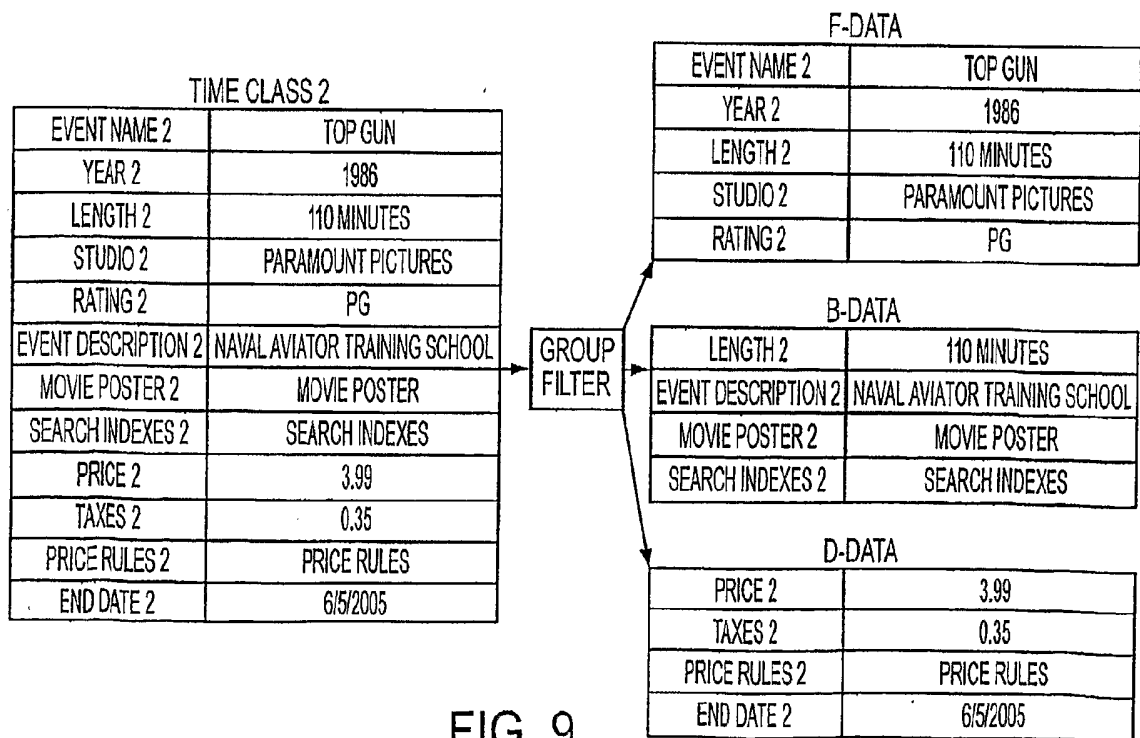 TIME CLASS 2
EVENT NAME 2 TOP GUN
YEAR 2 1986
LENGTH 2 110 MINUTES
STUDIO 2 PARAMOUNT PICTURES
RATING 2 PG
EVENT DESCRIPTION 2 NAVAL AVIATOR TRAINING SCHOOL
MOVIE POSTER 2 MOVIE POSTER
SEARCH INDEXES 2 SEARCH INDEXES
PRICE 2 3.99
TAXES 2 0.35
PRICE RULES 2 PRICE RULES
END DATE 2 6/5/2005
GROUP
FILTER
F-DATA
EVENT NAME 2 TOP GUN
YEAR 2 1986
LENGTH 2 110 MINUTES
STUDIO 2 PARAMOUNT PICTURES
RATING 2 PG
B-DATA
LENGTH 2 110 MINUTES
EVENT DESCRIPTION 2 NAVAL AVIATOR TRAINING SCHOOL
MOVIE POSTER 2 MOVIE POSTER
SEARCH INDEXES 2 SEARCH INDEXES
D-DATA
PRICE 2 3.99
TAXES 2 0.35
PRICE RULES 2 PRICE RULES
END DATE 2 6/5/2005
FIG. 9